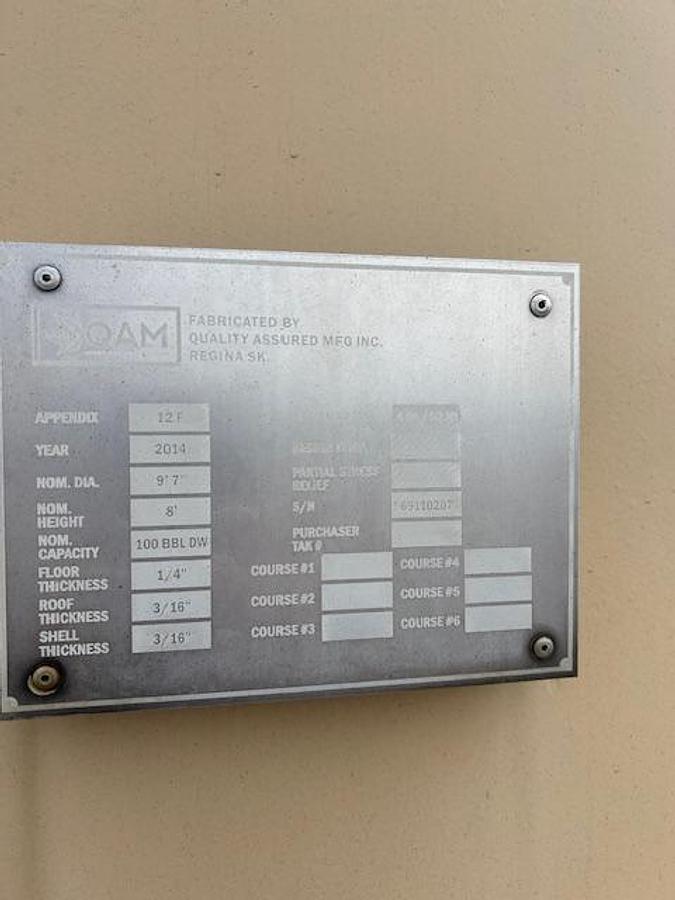 QAM
FABRICATED BY
QUALITY ASSURED MFG INC.
REGINA SK.
APPENDIX 12 F
YEAR 2014
NOM. DIA. 9' 7"
NOM.
HEIGHT 8'
NOM.
CAPACITY 100 BBL DW
FLOOR
THICKNESS 1/4"
ROOF
THICKNESS 3/16"
SHELL
THICKNESS 3/16"
PARTIAL STRESS
RELIEF
S/N 69110207
PURCHASER
TAK #
COURSE #1
COURSE #2
COURSE #3
COURSE #4
COURSE #5
COURSE #6